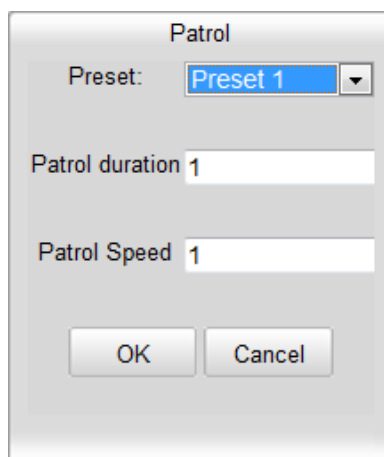 Patrol
Preset: Preset 1
Patrol duration 1
Patrol Speed 1
OK Cancel